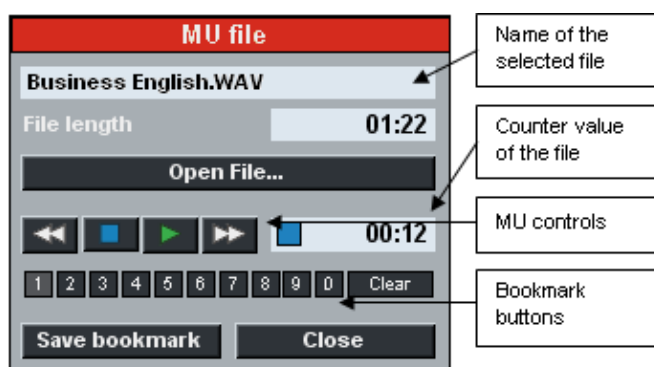 MU file
Business English.WAV
File length 01:22
Open File...
00:12
1 2 3 4 5 6 7 8 9 0 Clear
Save bookmark Close
Name of the
selected file
Counter value
of the file
MU controls
Bookmark
buttons